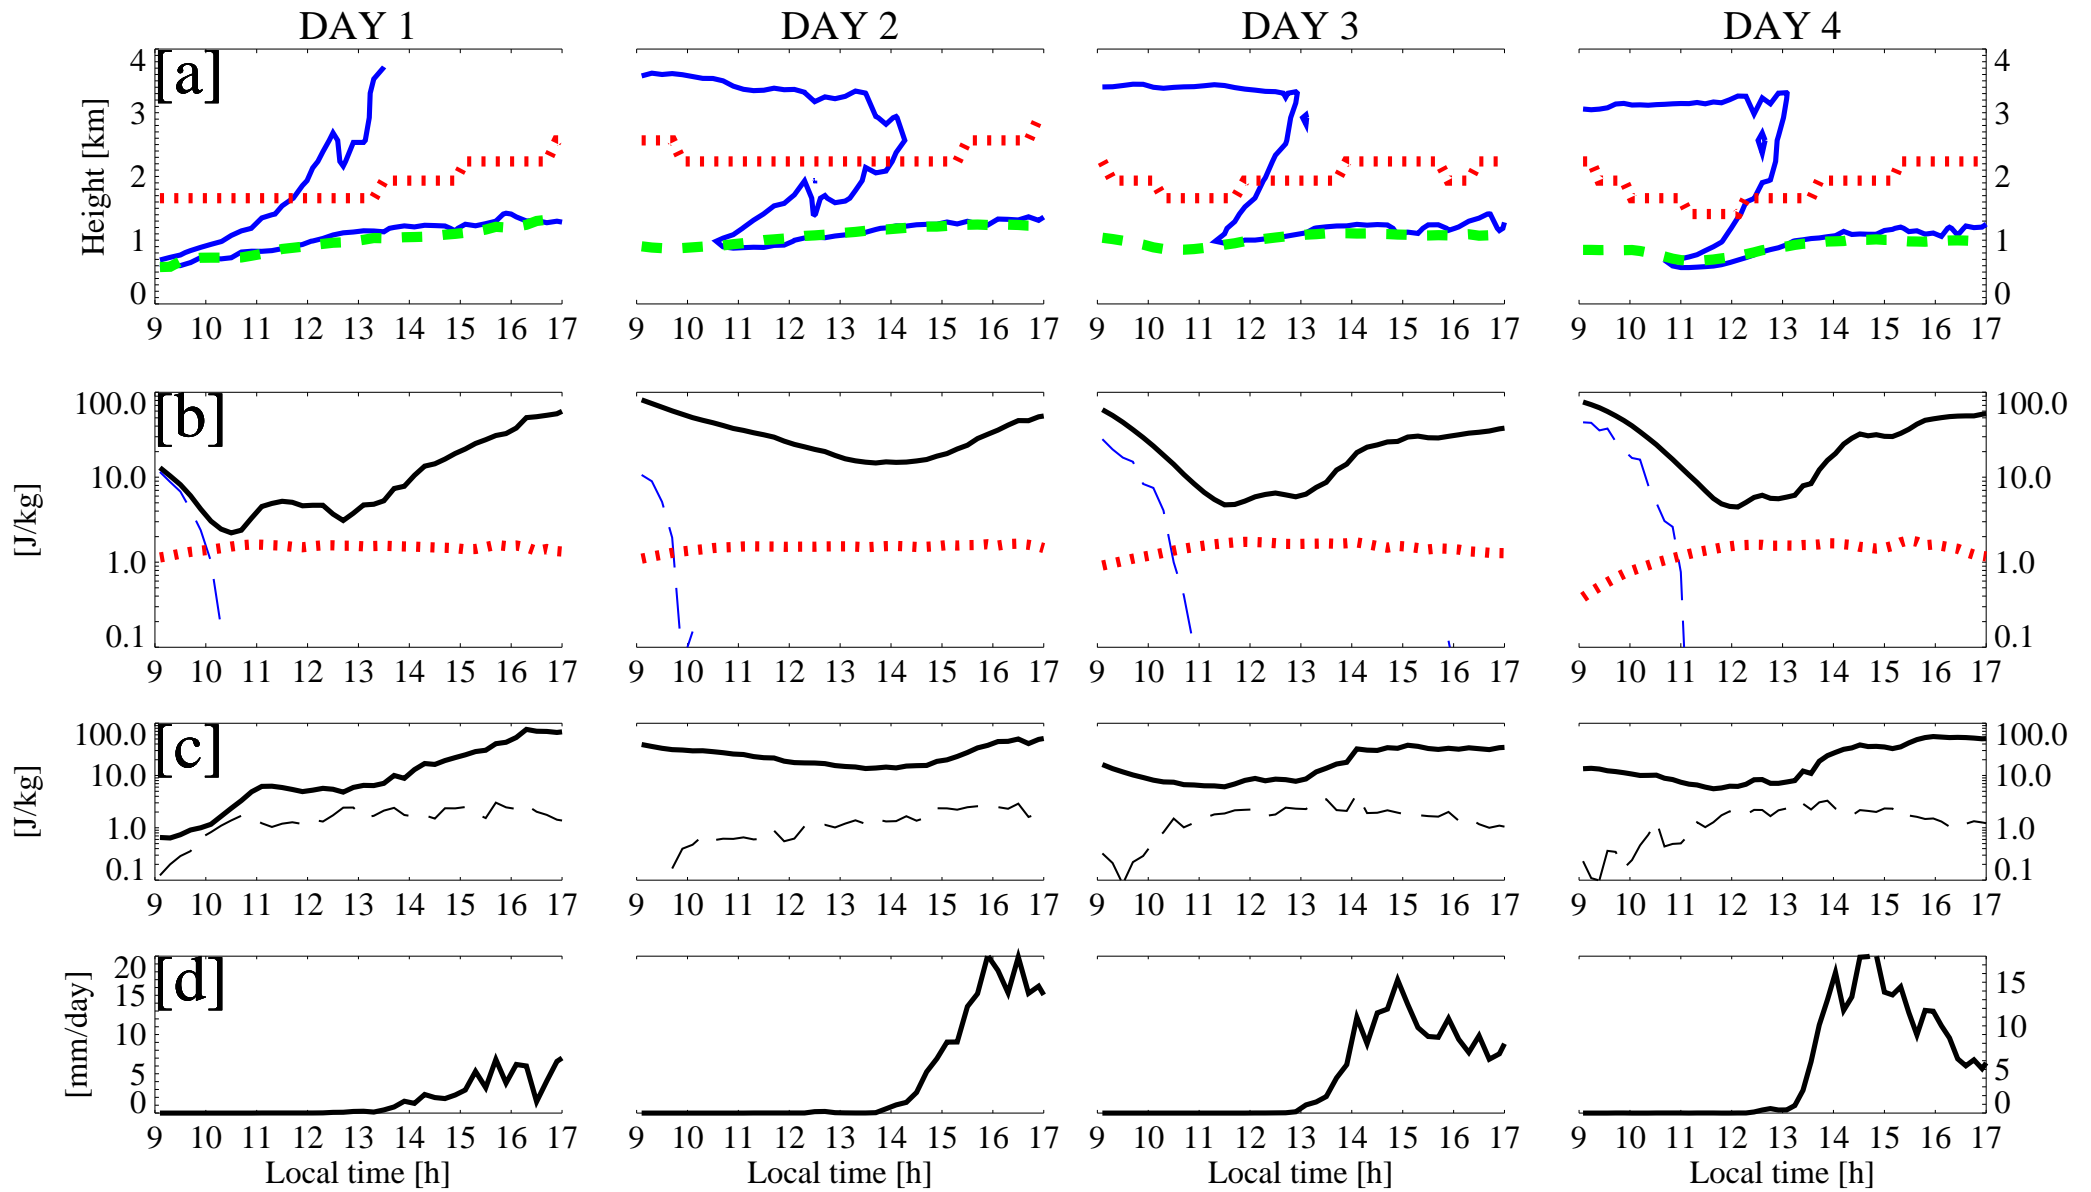 DAY 1 DAY 2 DAY 3 DAY 4
[a]
Height [km]
4 4
3 3
2 2
1 1
0 0
9 10 11 12 13 14 15 16 17 9 10 11 12 13 14 15 16 17 9 10 11 12 13 14 15 16 17 9 10 11 12 13 14 15 16 17
[b]
[J/kg]
100.0 100.0
10.0 10.0
1.0 1.0
0.1 0.1
9 10 11 12 13 14 15 16 17 9 10 11 12 13 14 15 16 17 9 10 11 12 13 14 15 16 17 9 10 11 12 13 14 15 16 17
[c]
[J/kg]
100.0 100.0
10.0 10.0
1.0 1.0
0.1 0.1
9 10 11 12 13 14 15 16 17 9 10 11 12 13 14 15 16 17 9 10 11 12 13 14 15 16 17 9 10 11 12 13 14 15 16 17
[d]
[mm/day]
20
15 15
10 10
5 5
0 0
9 10 11 12 13 14 15 16 17 9 10 11 12 13 14 15 16 17 9 10 11 12 13 14 15 16 17 9 10 11 12 13 14 15 16 17
Local time [h] Local time [h] Local time [h] Local time [h]